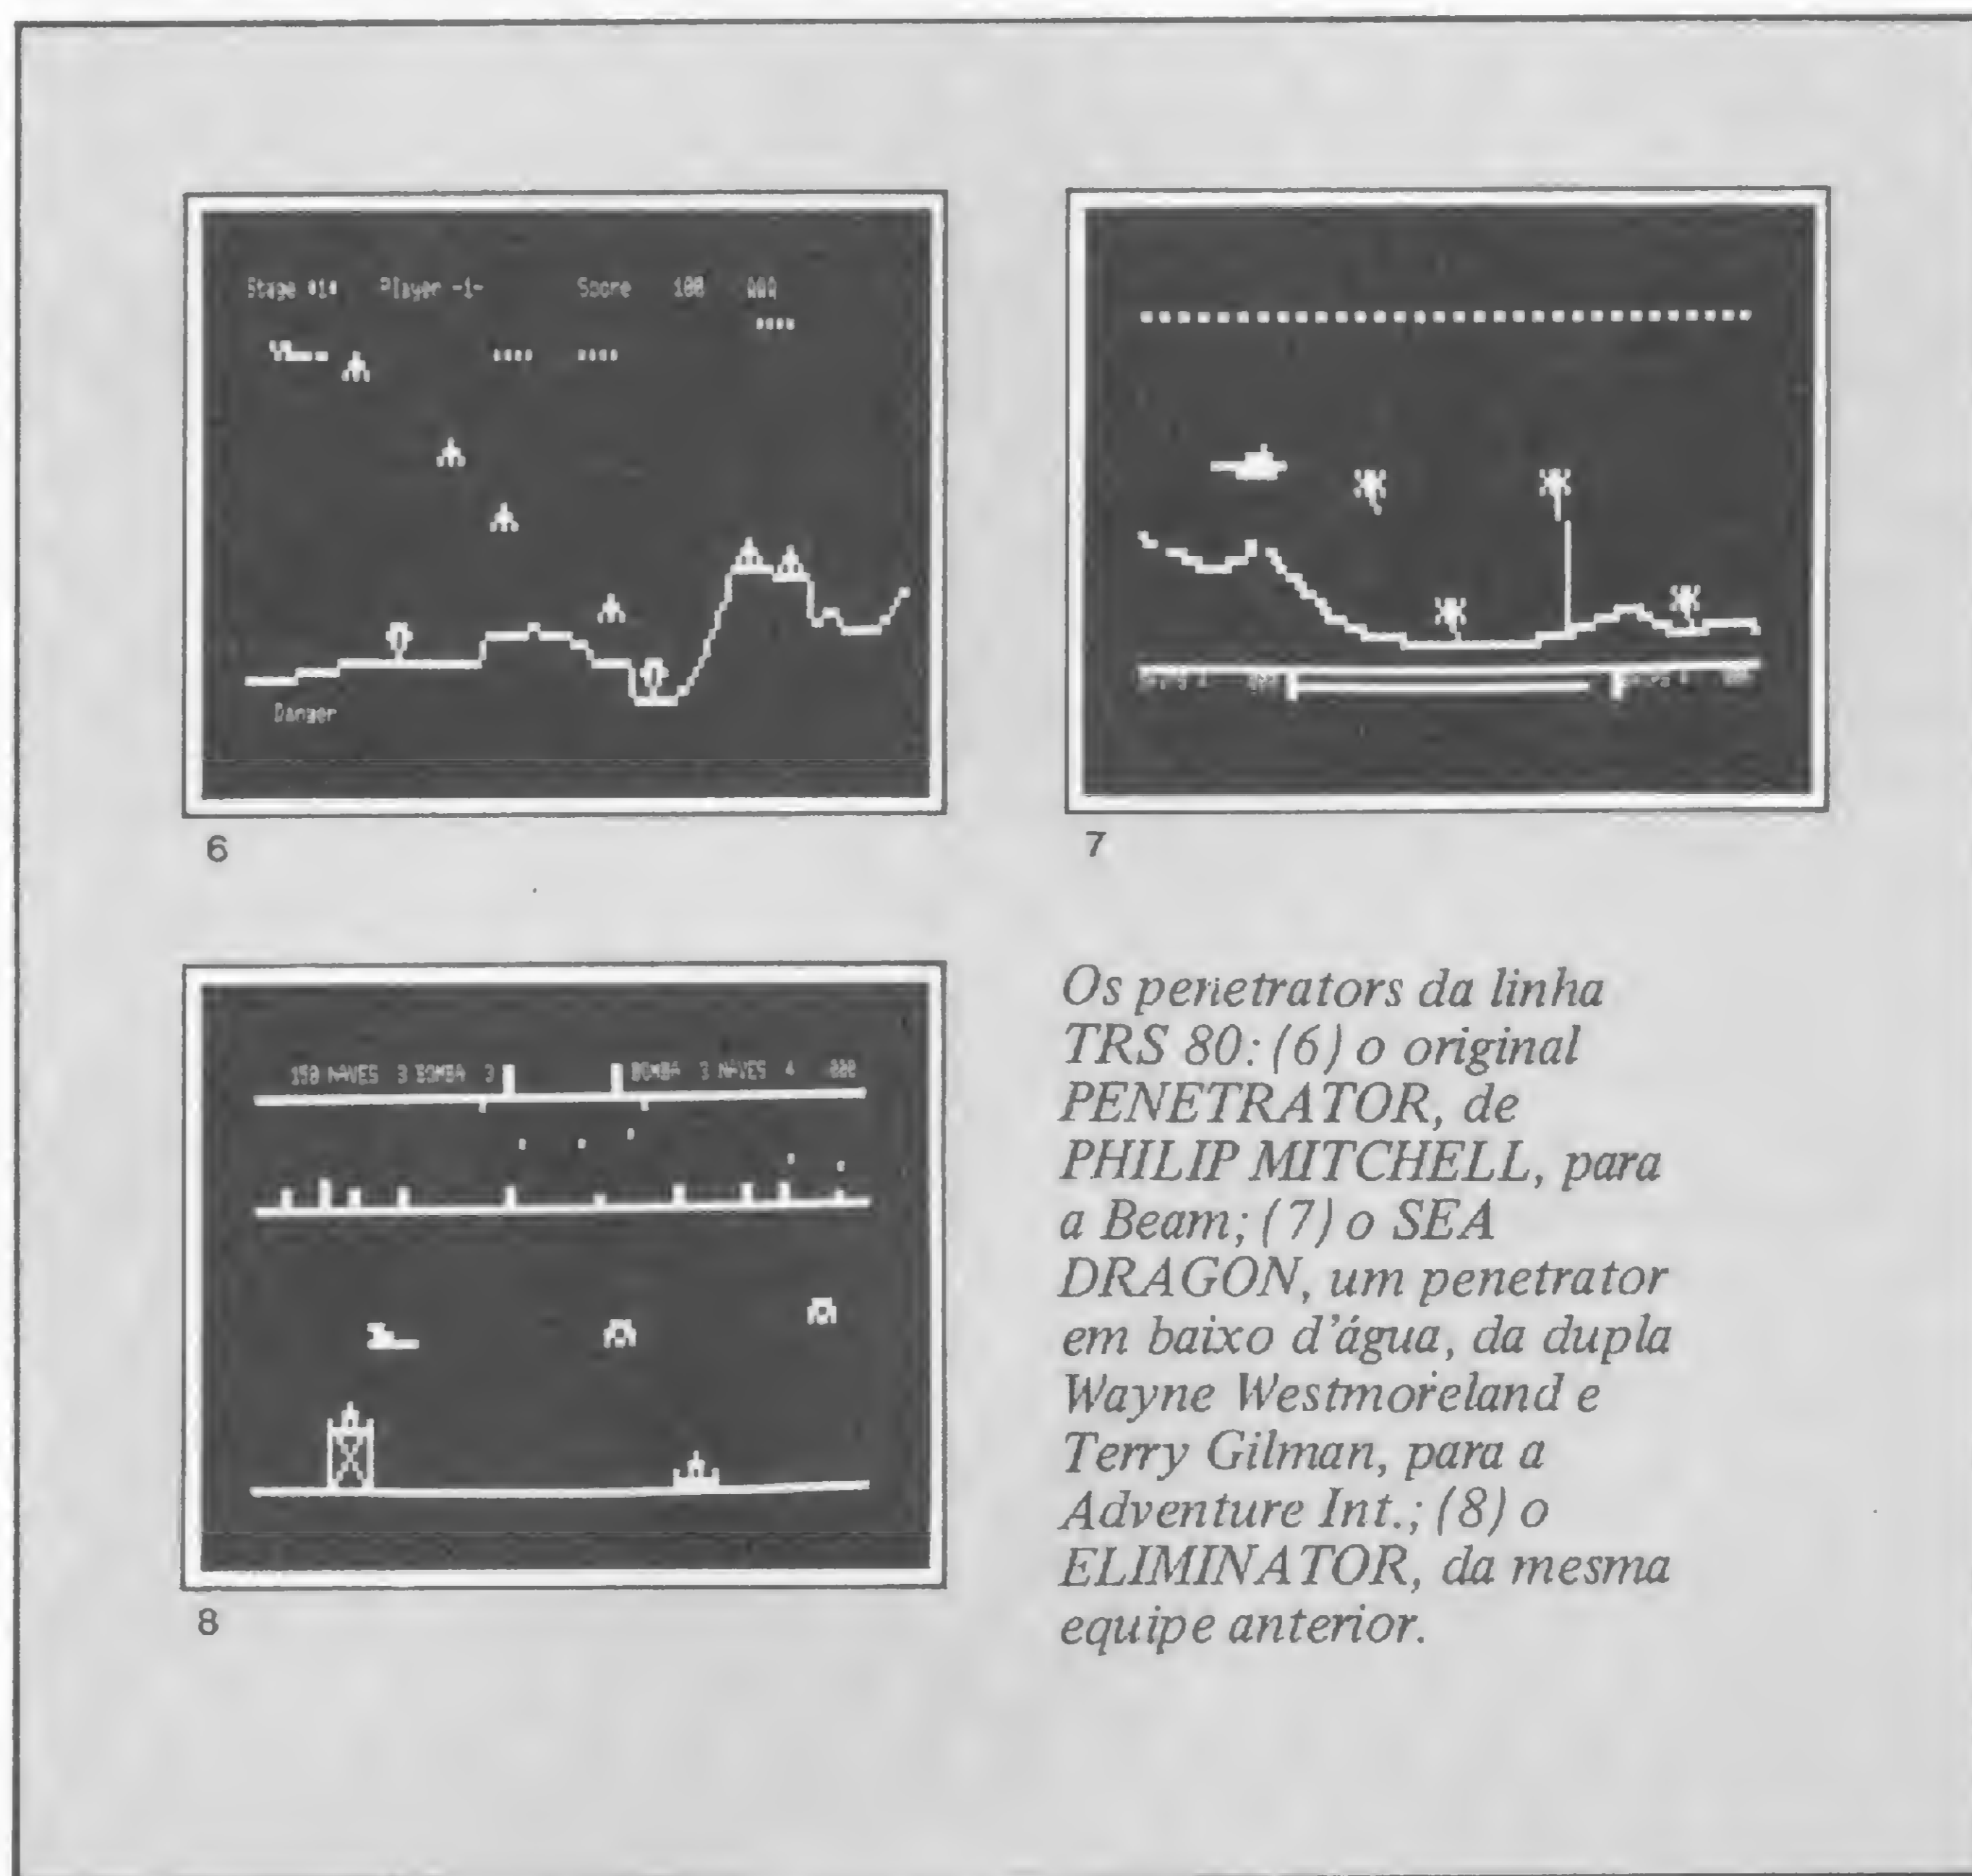 Stage #1# Player -1- Score 100
Danger
6
7
150 NAVES 3 BOMBA 3 BOMBA 3 NAVES 4 000
8
Os penetrators da linha
TRS 80: (6) o original
PENETRATOR, de
PHILIP MITCHELL, para
a Beam; (7) o SEA
DRAGON, um penetrator
em baixo d'água, da dupla
Wayne Westmoreland e
Terry Gilman, para a
Adventure Int.; (8) o
ELIMINATOR, da mesma
equipe anterior.